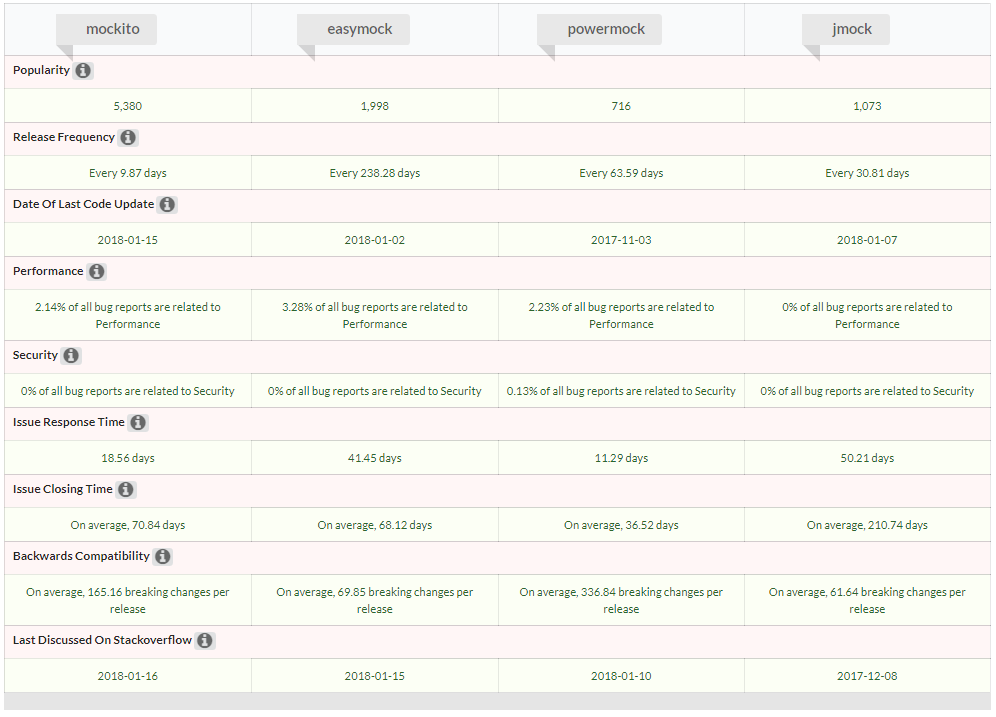 mockito easymock powermock jmock
Popularity
5,380 1,998 716 1,073
Release Frequency
Every 9.87 days Every 238.28 days Every 63.59 days Every 30.81 days
Date Of Last Code Update
2018-01-15 2018-01-02 2017-11-03 2018-01-07
Performance
2.14% of all bug reports are related to 3.28% of all bug reports are related to 2.23% of all bug reports are related to 0% of all bug reports are related to
Performance Performance Performance Performance
Security
0% of all bug reports are related to Security 0% of all bug reports are related to Security 0.13% of all bug reports are related to Security 0% of all bug reports are related to Security
Issue Response Time
18.56 days 41.45 days 11.29 days 50.21 days
Issue Closing Time
On average, 70.84 days On average, 68.12 days On average, 36.52 days On average, 210.74 days
Backwards Compatibility
On average, 165.16 breaking changes per On average, 69.85 breaking changes per On average, 336.84 breaking changes per On average, 61.64 breaking changes per
release release release release
Last Discussed On Stackoverflow
2018-01-16 2018-01-15 2018-01-10 2017-12-08